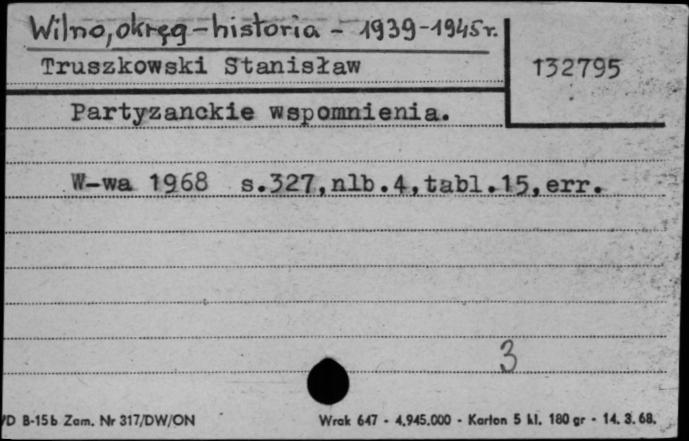 Wilno, okręg - historia - 1939-1945r.
Truszkowski Stanisław
132795
Partyzanckie wspomnienia.
W-wa 1968 s.327,nlb.4,tabl.15,err.
3
/D B-15b Zam. Nr 317/DW/ON
Wrak 647 - 4.945.000 - Karton 5 kl. 180 gr - 14. 3. 68.